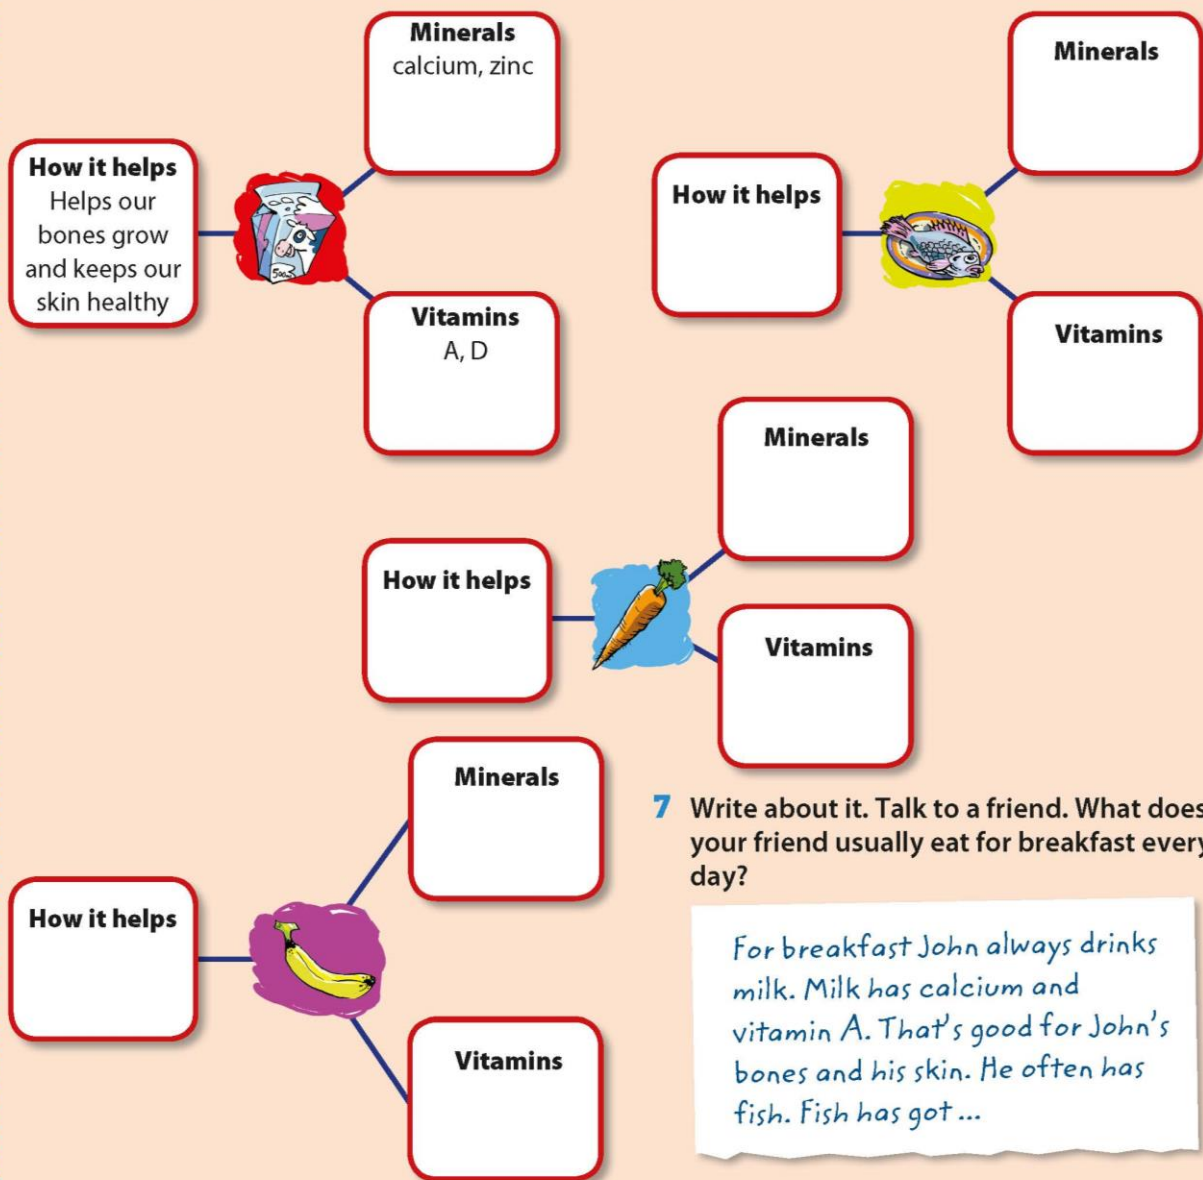 Minerals
calcium, zinc
How it helps
Helps our
bones grow
and keeps our
skin healthy
500
Vitamins
A, D
Minerals
How it helps
Vitamins
Minerals
How it helps
Vitamins
Minerals
How it helps
Vitamins
7 Write about it. Talk to a friend. What does
your friend usually eat for breakfast every
day?
For breakfast John always drinks
milk. Milk has calcium and
vitamin A. That's good for John's
bones and his skin. He often has
fish. Fish has got ...